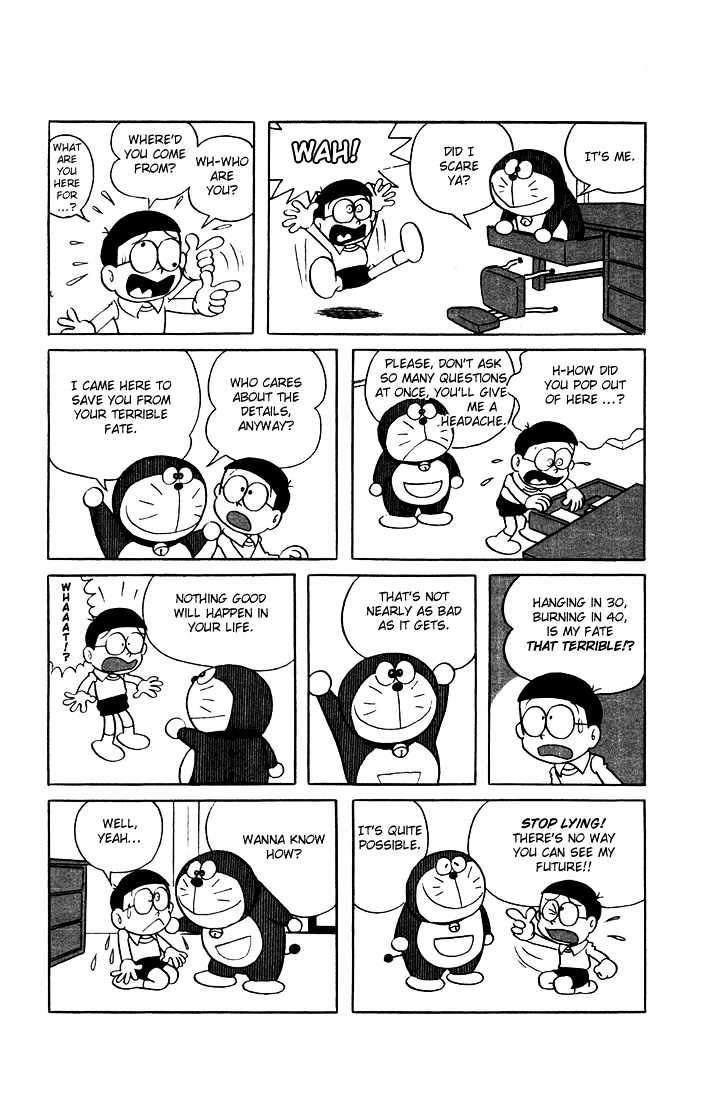 IT'S ME.
DID I
SCARE
YA?
WAH!
WH-WHO
ARE
YOU?
WHERE'D
YOU COME
FROM?
WHAT
ARE
YOU
HERE
FOR
...?
H-HOW DID
YOU POP OUT
OF HERE ...?
PLEASE, DON'T ASK
SO MANY QUESTIONS
AT ONCE, YOU'LL GIVE
ME A
HEADACHE.
WHO CARES
ABOUT THE
DETAILS,
ANYWAY?
I CAME HERE TO
SAVE YOU FROM
YOUR TERRIBLE
FATE.
HANGING IN 30,
BURNING IN 40,
IS MY FATE
THAT TERRIBLE!?
THAT'S NOT
NEARLY AS BAD
AS IT GETS.
NOTHING GOOD
WILL HAPPEN IN
YOUR LIFE.
WHAAAT!?
STOP LYING!
THERE'S NO WAY
YOU CAN SEE MY
FUTURE!!
IT'S QUITE
POSSIBLE.
WANNA KNOW
HOW?
WELL,
YEAH...